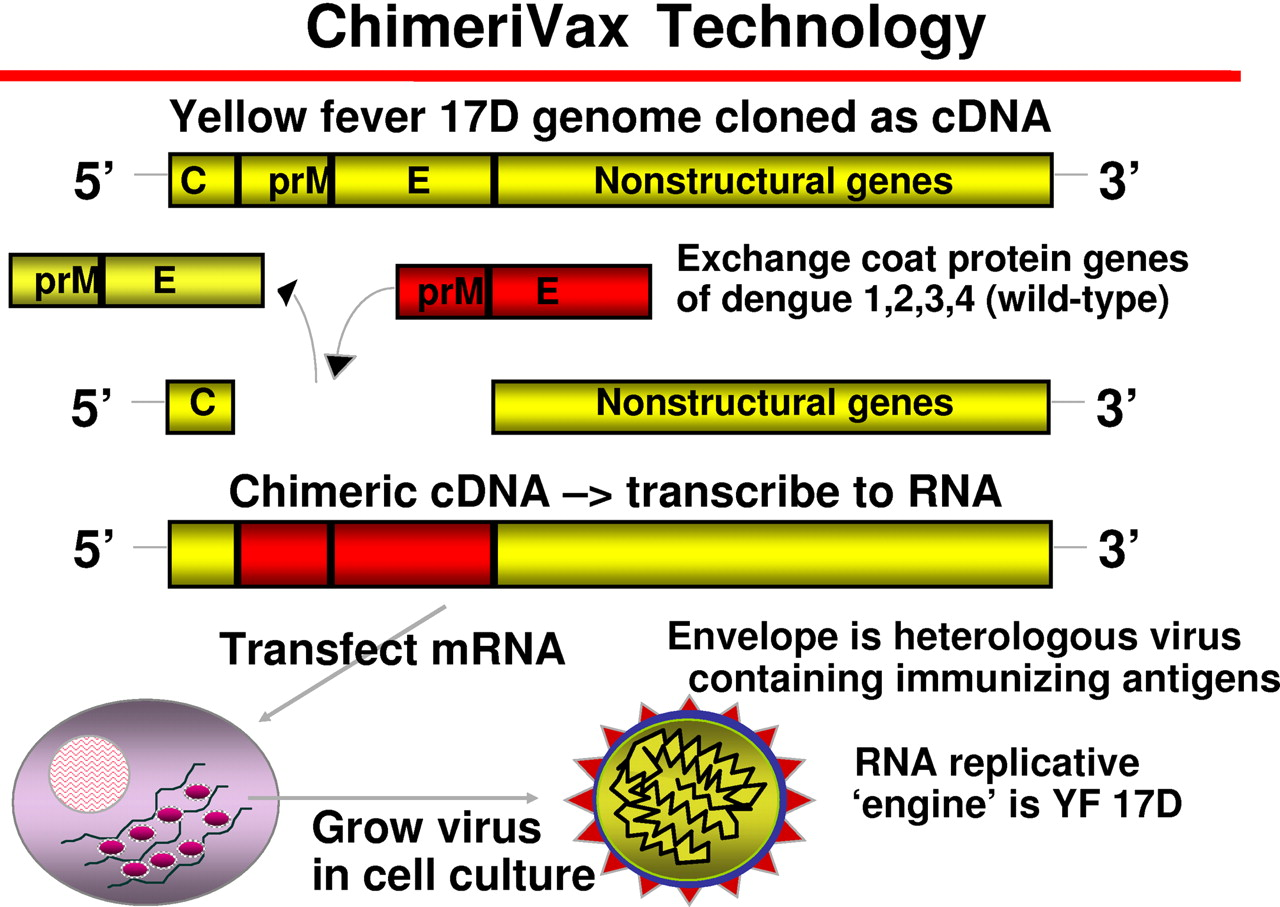 ChimeriVax Technology
Yellow fever 17D genome cloned as cDNA
5’ C prM E Nonstructural genes 3’
prM E prM E
Exchange coat protein genes
of dengue 1,2,3,4 (wild-type)
5’ C Nonstructural genes 3’
Chimeric cDNA –> transcribe to RNA
5’ 3’
Transfect mRNA
Envelope is heterologous virus
containing immunizing antigens
RNA replicative
‘engine’ is YF 17D
Grow virus
in cell culture